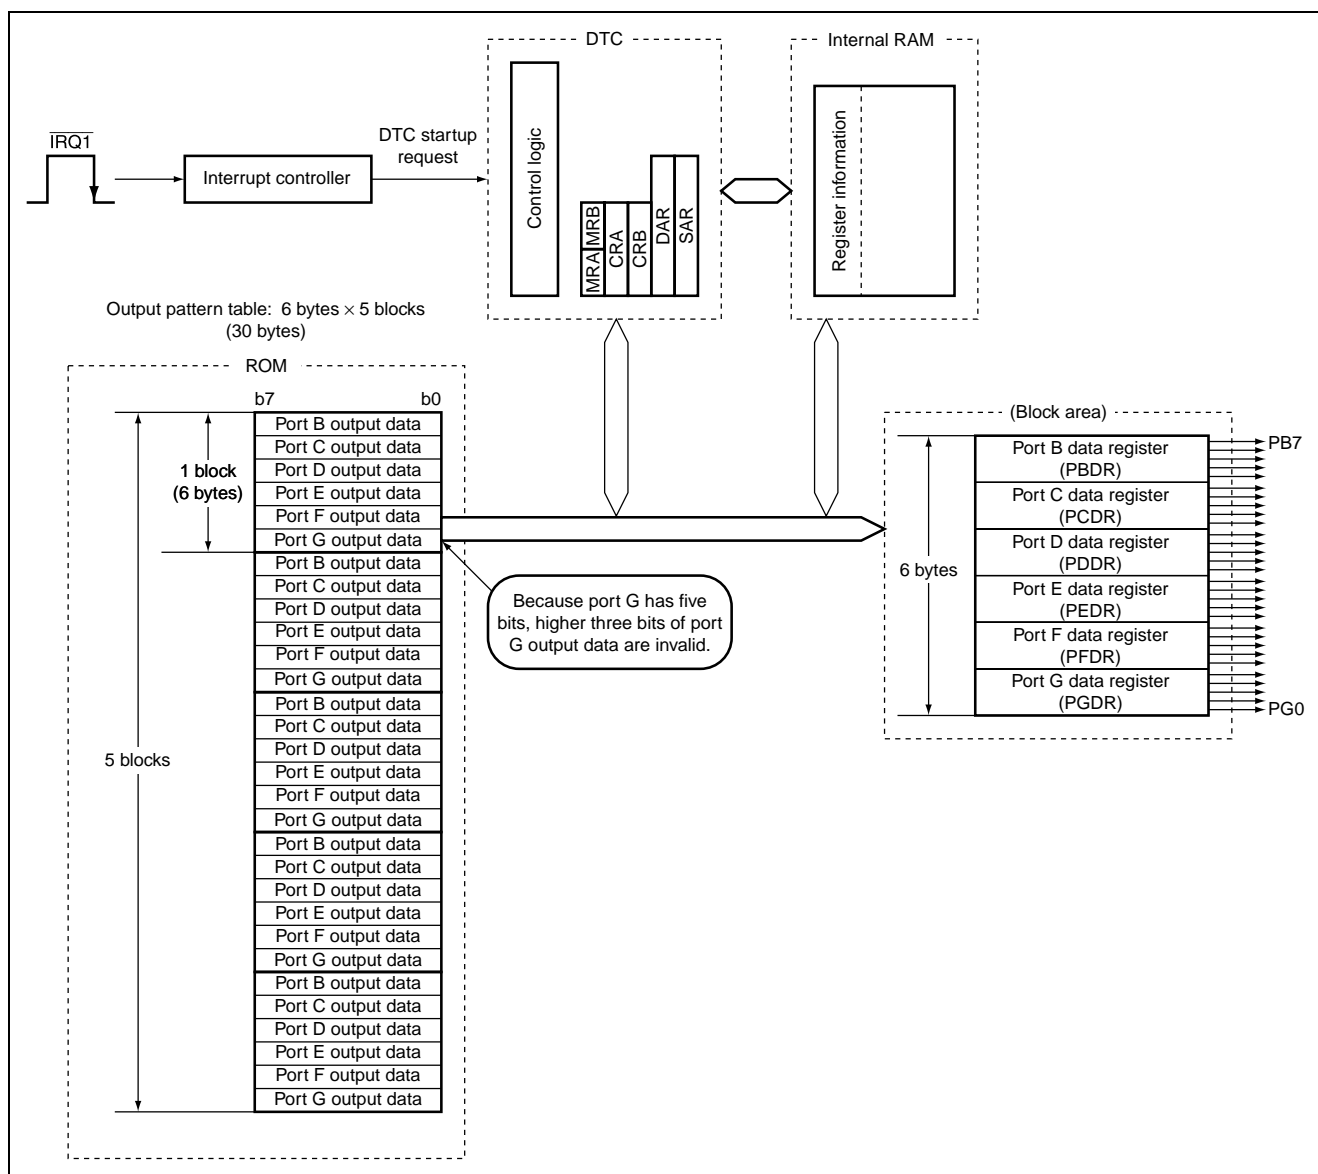 DTC
Internal RAM
IRQ1
Interrupt controller
DTC startup
request
Control logic
MRA
MRB
CRA
CRB
DAR
SAR
Register information
Output pattern table: 6 bytes × 5 blocks
(30 bytes)
ROM
b7
b0
5 blocks
1 block
(6 bytes)
Port B output data
Port C output data
Port D output data
Port E output data
Port F output data
Port G output data
Port B output data
Port C output data
Port D output data
Port E output data
Port F output data
Port G output data
Port B output data
Port C output data
Port D output data
Port E output data
Port F output data
Port G output data
Port B output data
Port C output data
Port D output data
Port E output data
Port F output data
Port G output data
Port B output data
Port C output data
Port D output data
Port E output data
Port F output data
Port G output data
Because port G has five
bits, higher three bits of port
G output data are invalid.
(Block area)
6 bytes
Port B data register
(PBDR)
Port C data register
(PCDR)
Port D data register
(PDDR)
Port E data register
(PEDR)
Port F data register
(PFDR)
Port G data register
(PGDR)
PB7
PG0